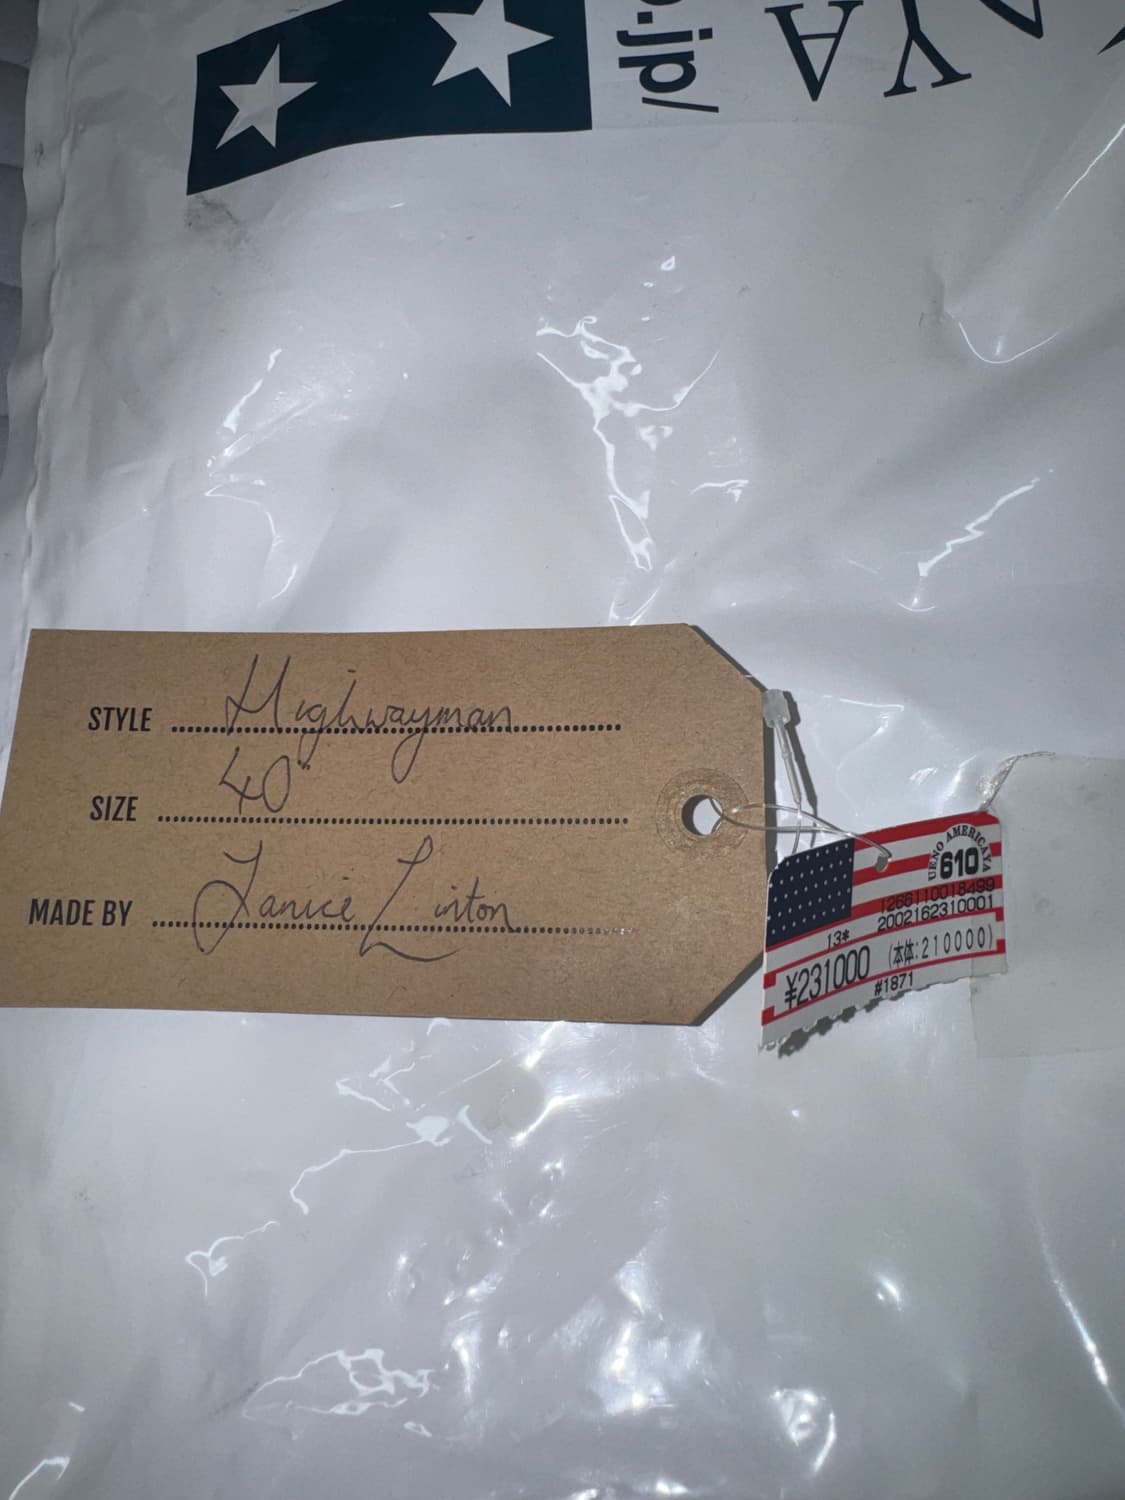 .jp/
YA
STYLE Highwayman
SIZE 40"
MADE BY Janice Linton
UENO AMERICAYA
610
1266110018499
2002162310001
13*
¥231000 (本体:210000)
#1871